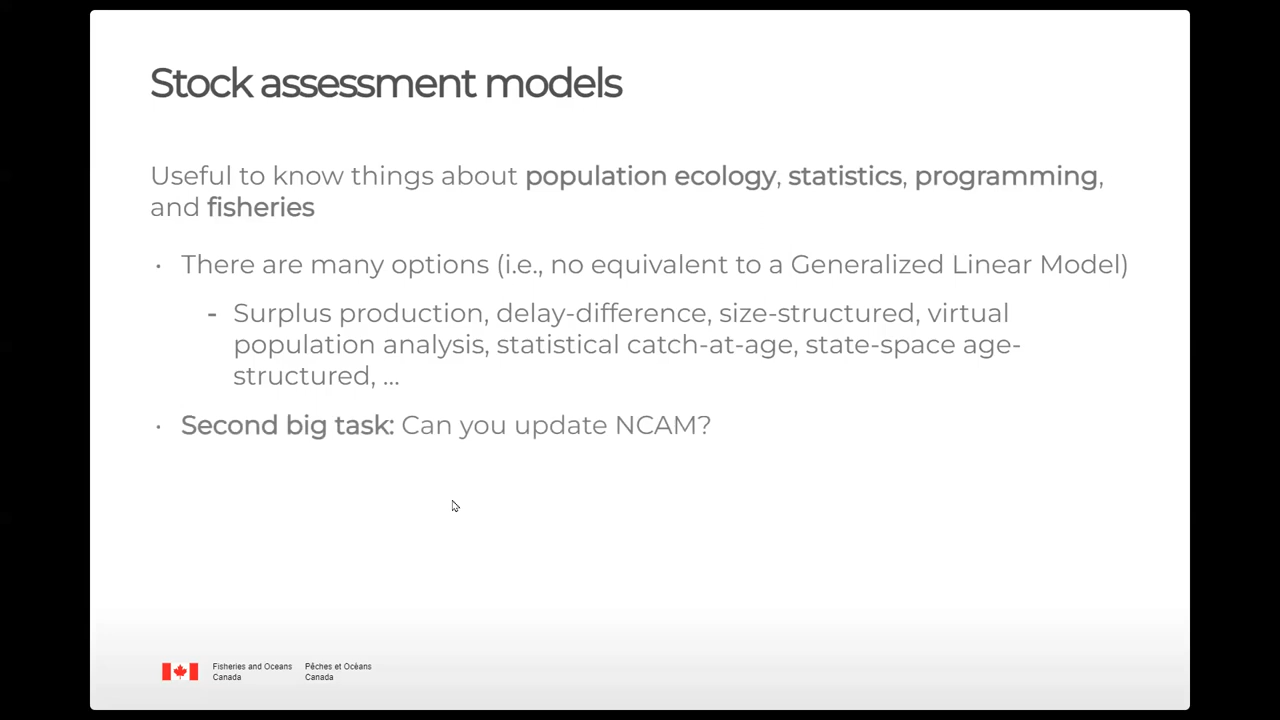 Stock assessment models
Useful to know things about population ecology, statistics, programming,
and fisheries
· There are many options (i.e., no equivalent to a Generalized Linear Model)
- Surplus production, delay-difference, size-structured, virtual
population analysis, statistical catch-at-age, state-space age-
structured, ...
· Second big task: Can you update NCAM?
Fisheries and Oceans Pêches et Océans
Canada Canada